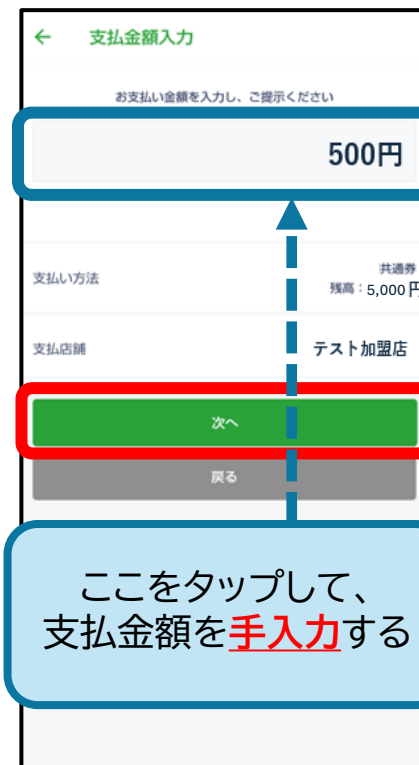 ← 支払金額入力
お支払い金額を入力し、ご提示ください
500円
支払い方法
共通券
残高：5,000円
支払店舗 テスト加盟店
次へ
戻る
ここをタップして、
支払金額を手入力する